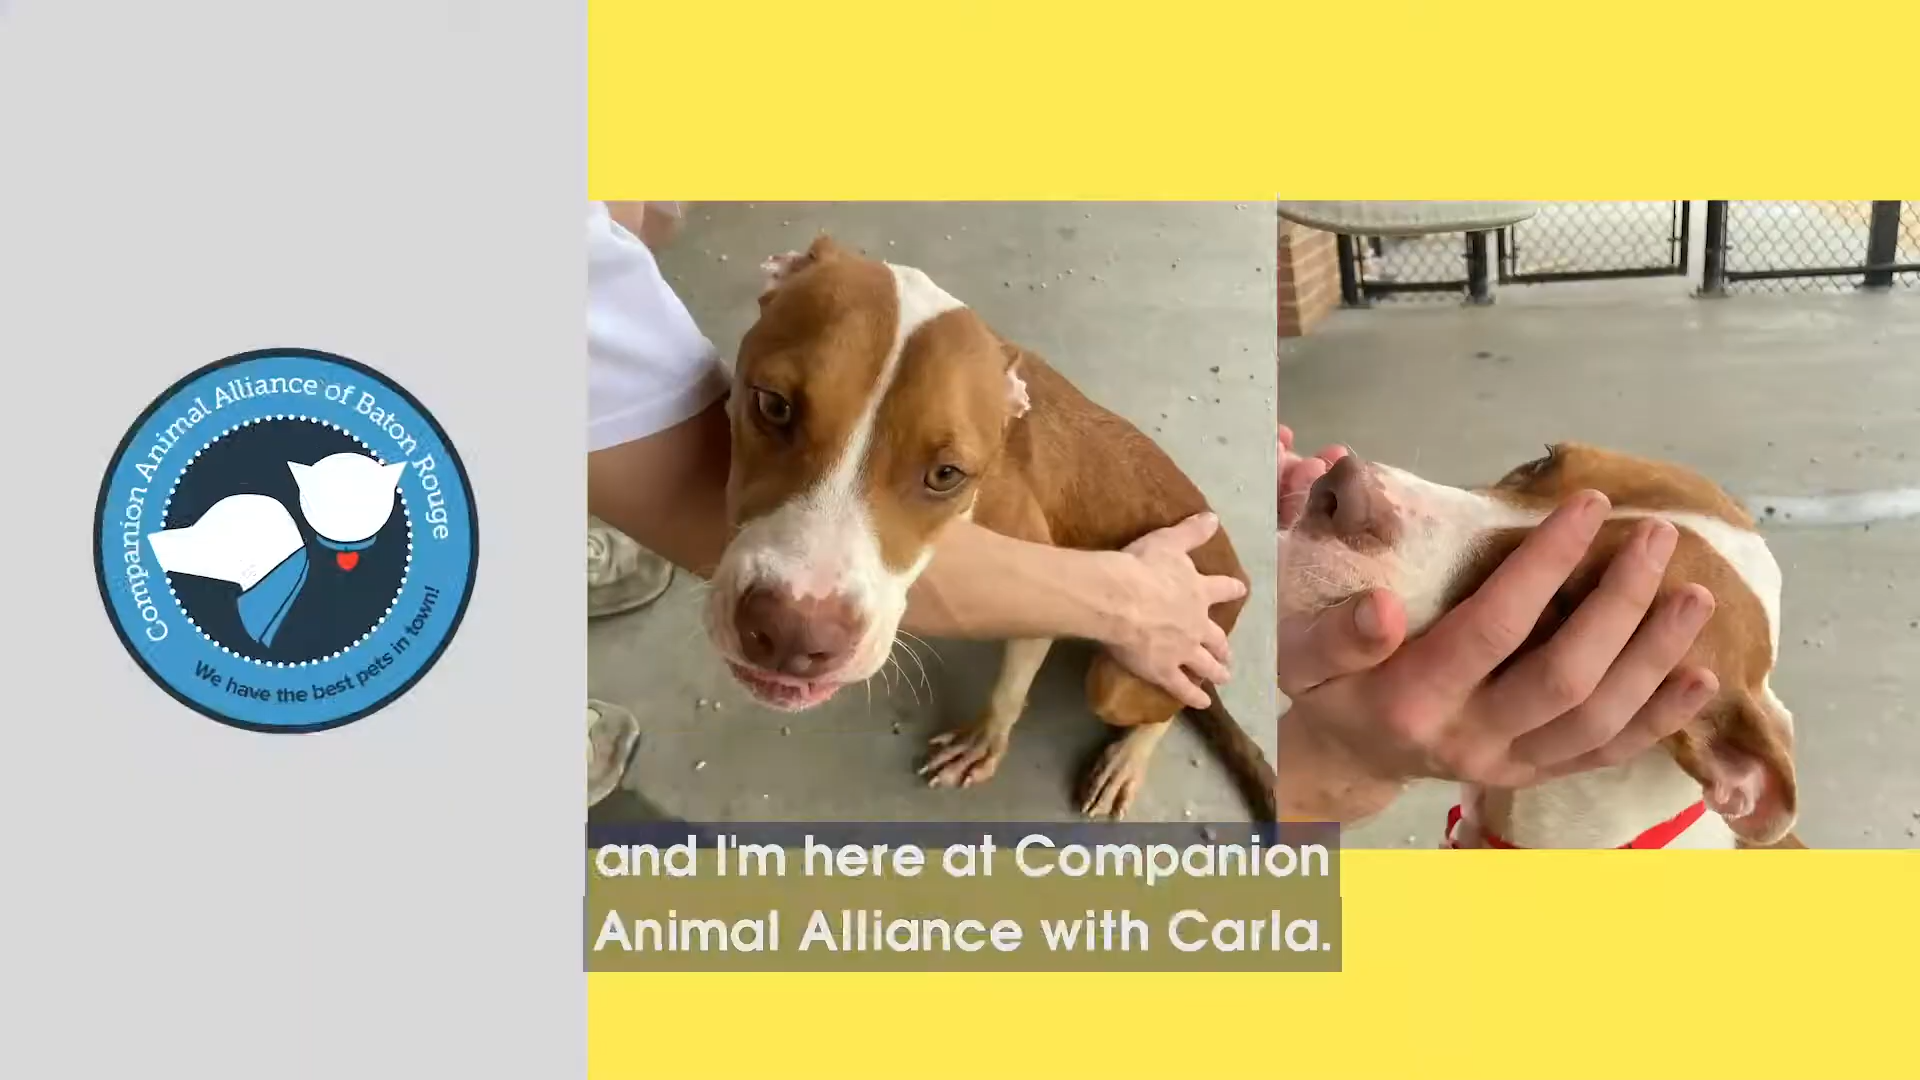 Companion Animal Alliance of Baton Rouge
We have the best pets in town!
and I'm here at Companion
Animal Alliance with Carla.